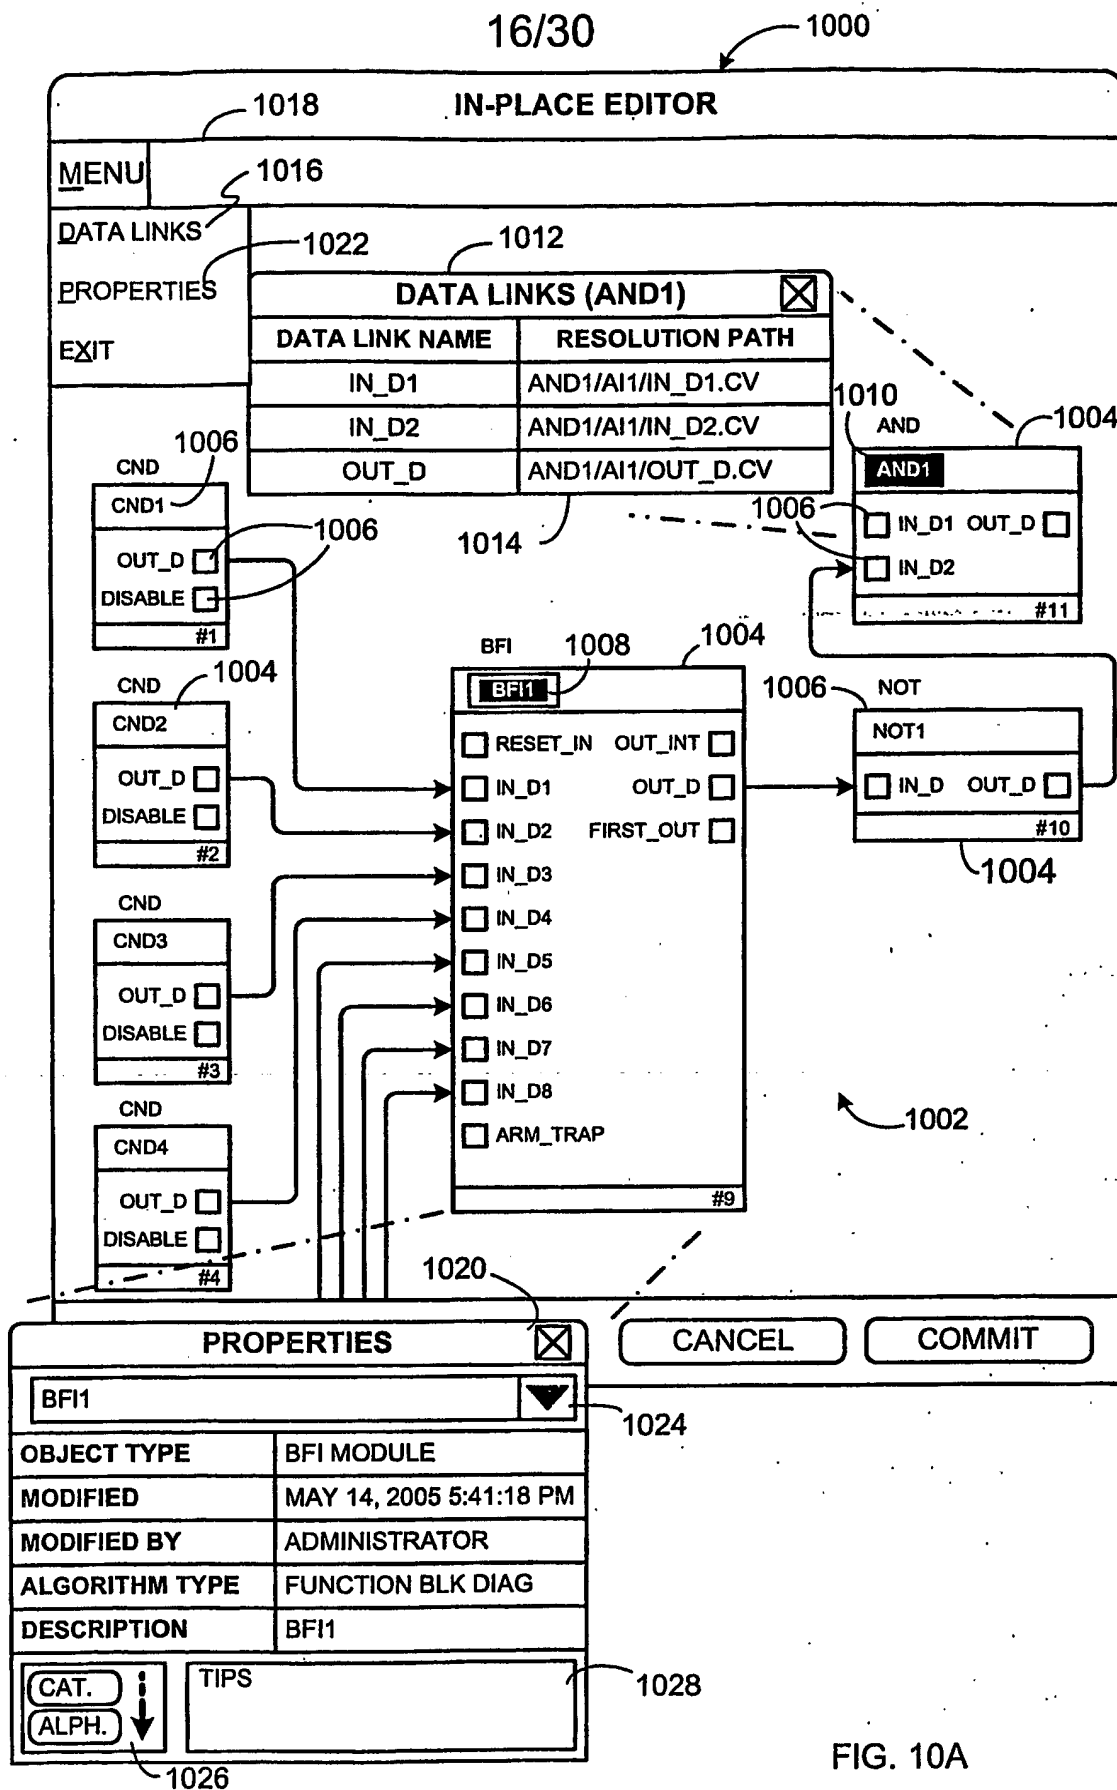 16/30
1000
IN-PLACE EDITOR
1018
MENU
1016
DATA LINKS
1022
PROPERTIES
EXIT
1012
DATA LINKS (AND1)
DATA LINK NAME RESOLUTION PATH
IN_D1 AND1/AI1/IN_D1.CV
IN_D2 AND1/AI1/IN_D2.CV
OUT_D AND1/AI1/OUT_D.CV
1014
1010
AND
1004
AND1
1006
IN_D1 OUT_D
IN_D2
#11
CND
1006
CND1
1006
OUT_D
DISABLE
#1
CND
1004
CND2
OUT_D
DISABLE
#2
CND
CND3
OUT_D
DISABLE
#3
CND
CND4
OUT_D
DISABLE
#4
BFI
1008
1004
BFI1
RESET_IN OUT_INT
IN_D1 OUT_D
IN_D2 FIRST_OUT
IN_D3
IN_D4
IN_D5
IN_D6
IN_D7
IN_D8
ARM_TRAP
#9
1006
NOT
NOT1
IN_D OUT_D
#10
1004
1002
1020
PROPERTIES
CANCEL
COMMIT
BFI1
1024
OBJECT TYPE BFI MODULE
MODIFIED MAY 14, 2005 5:41:18 PM
MODIFIED BY ADMINISTRATOR
ALGORITHM TYPE FUNCTION BLK DIAG
DESCRIPTION BFI1
CAT.
ALPH.
TIPS
1028
1026
FIG. 10A